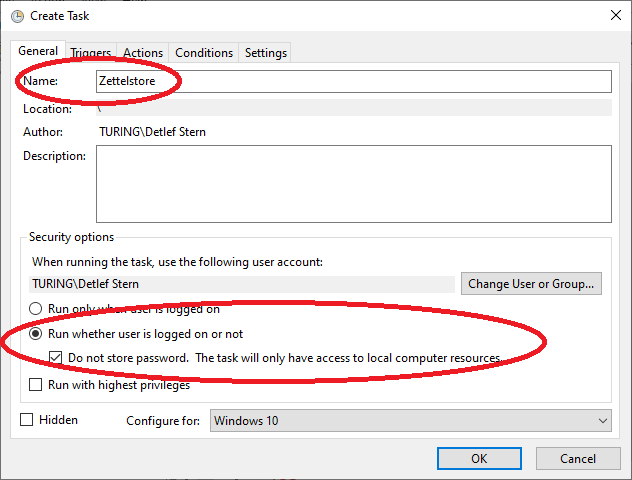 Create Task
General Triggers Actions Conditions Settings
Name: Zettelstore
Location: \
Author: TURING\Detlef Stern
Description:
Security options
When running the task, use the following user account:
TURING\Detlef Stern Change User or Group...
Run only when user is logged on
Run whether user is logged on or not
Do not store password. The task will only have access to local computer resources.
Run with highest privileges
Hidden Configure for: Windows 10
OK Cancel